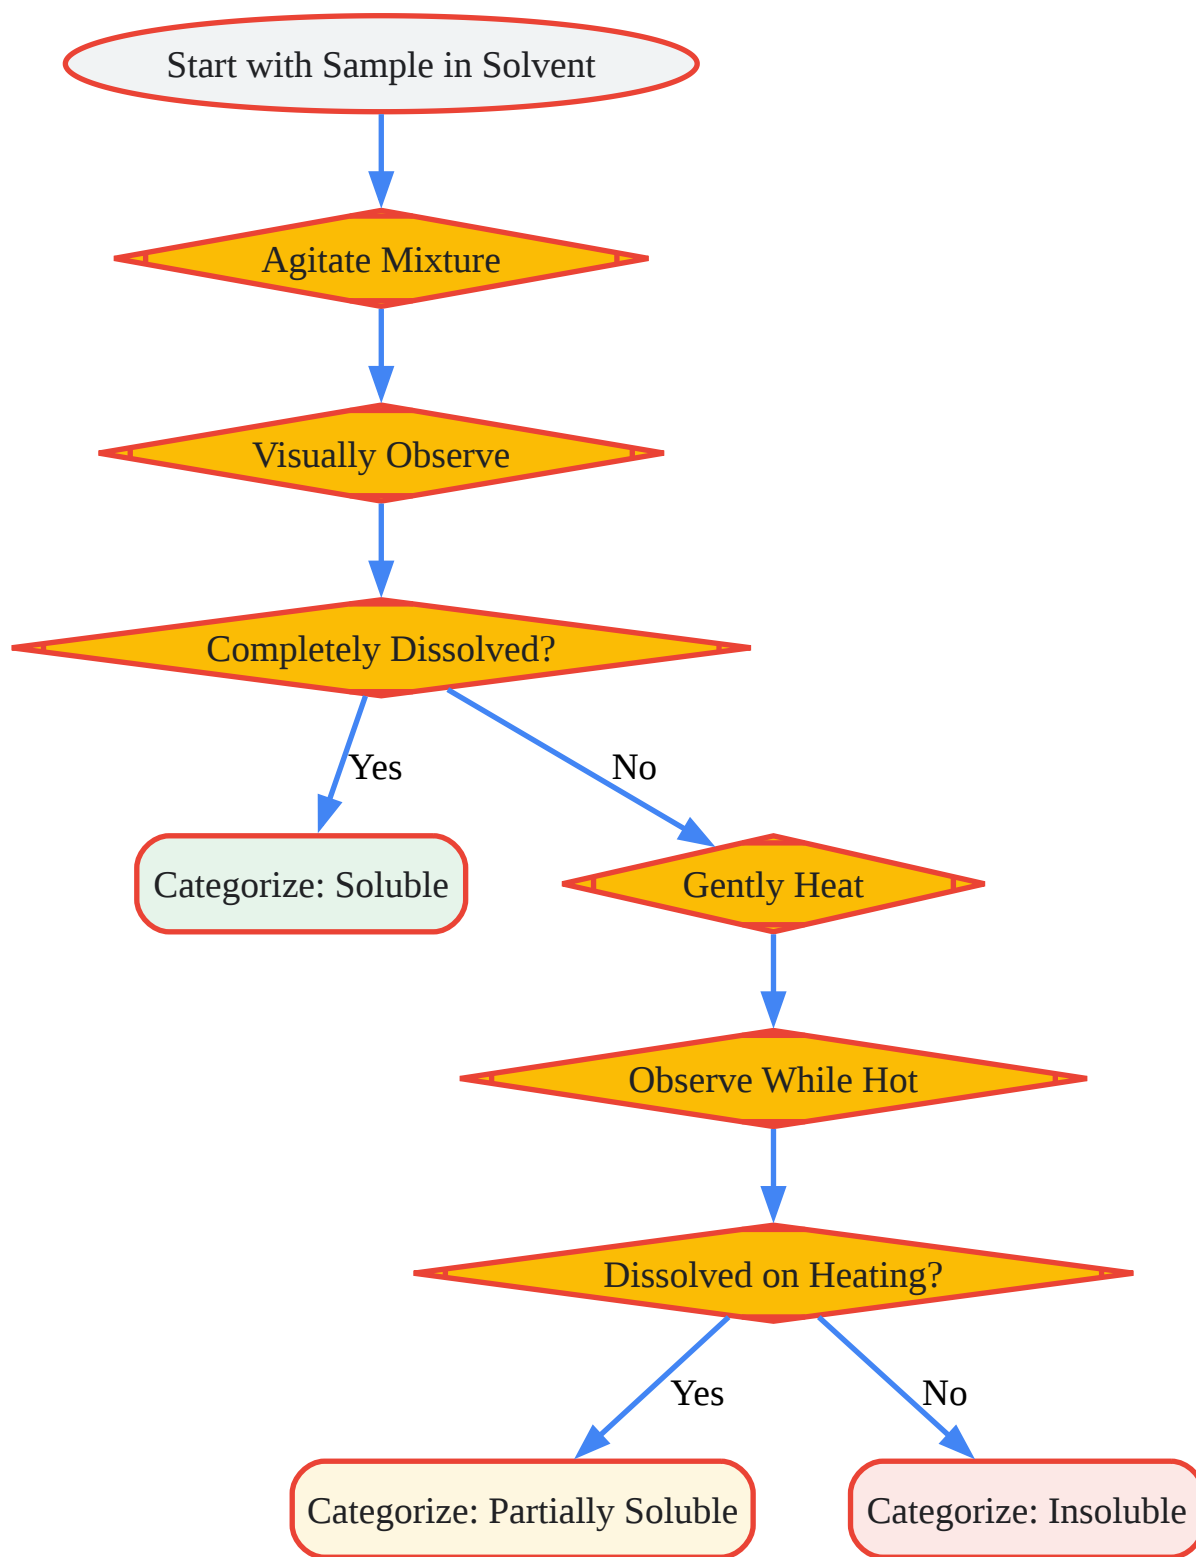 Start with Sample in Solvent
Agitate Mixture
Visually Observe
Completely Dissolved?
Yes
No
Categorize: Soluble
Gently Heat
Observe While Hot
Dissolved on Heating?
Yes
No
Categorize: Partially Soluble
Categorize: Insoluble